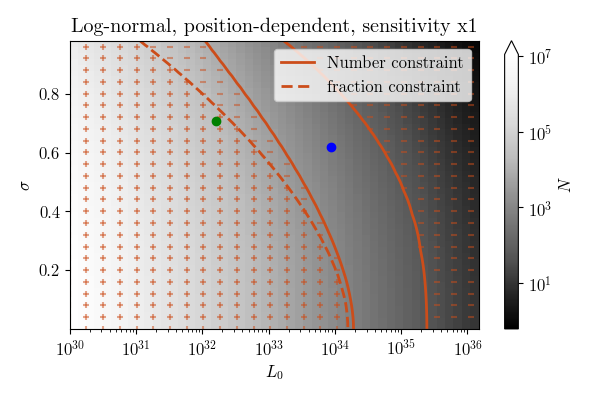 Log-normal, position-dependent, sensitivity x1
Number constraint
fraction constraint
0.8
0.6
0.4
0.2
σ
10^30
10^31
10^32
10^33
10^34
10^35
10^36
L_0
10^7
10^5
10^3
10^1
N